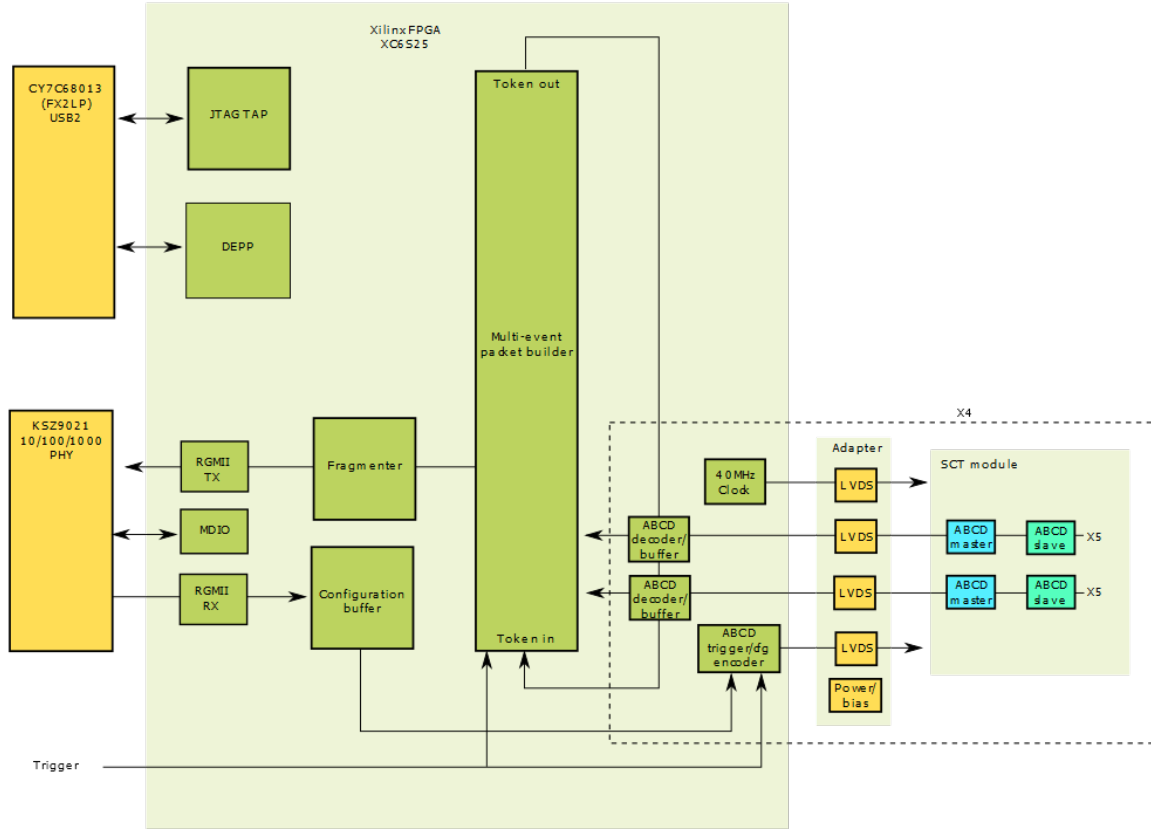 Xilinx FPGA
XC6S25
CY7C68013
(FX2LP)
USB2
JTAG TAP
DEPP
Token out
Multi-event
packet builder
Token in
KSZ9021
10/100/1000
PHY
RGMII
TX
MDIO
RGMII
RX
Fragmenter
Configuration
buffer
X4
40MHz
Clock
ABCD
decoder/
buffer
ABCD
decoder/
buffer
ABCD
trigger/cfg
encoder
Adapter
LVDS
LVDS
LVDS
LVDS
Power/
bias
SCT module
ABCD
master
ABCD
slave
X5
ABCD
master
ABCD
slave
X5
Trigger